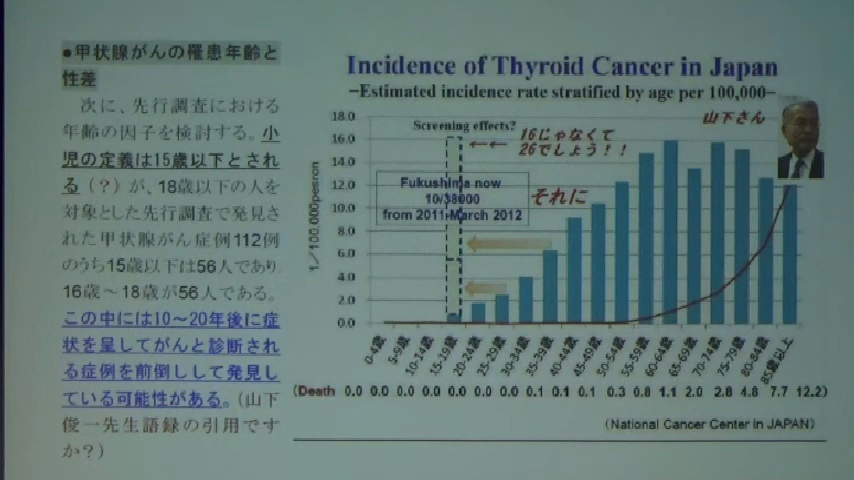 ●甲状腺がんの罹患年齢と
性差
次に、先行調査における
年齢の因子を検討する。小
児の定義は15歳以下とされ
る（？）が、18歳以下の人を
対象とした先行調査で発見さ
れた甲状腺がん症例112例
のうち15歳以下は56人であり
16歳～18歳が56人である。
この中には10～20年後に症
状を呈してがんと診断され
る症例を前倒しして発見し
ている可能性がある。（山下
俊一先生語録の引用です
か？）
Incidence of Thyroid Cancer in Japan
−Estimated incidence rate stratified by age per 100,000−
山下さん
Screening effects?
←←
16じゃなくて
26でしょう！！
Fukushima now
10/38000
from 2011-March 2012
それに
1／100,000pesron
18.0
16.0
14.0
12.0
10.0
8.0
6.0
4.0
2.0
0.0
0-4歳
5-9歳
10-14歳
15-19歳
20-24歳
25-29歳
30-34歳
35-39歳
40-44歳
45-49歳
50-54歳
55-59歳
60-64歳
65-69歳
70-74歳
75-79歳
80-84歳
85歳以上
(Death 0.0 0.0 0.0 0.0 0.0 0.0 0.0 0.1 0.1 0.1 0.3 0.8 1.1 2.0 2.8 4.8 7.7 12.2)
(National Cancer Center in JAPAN)